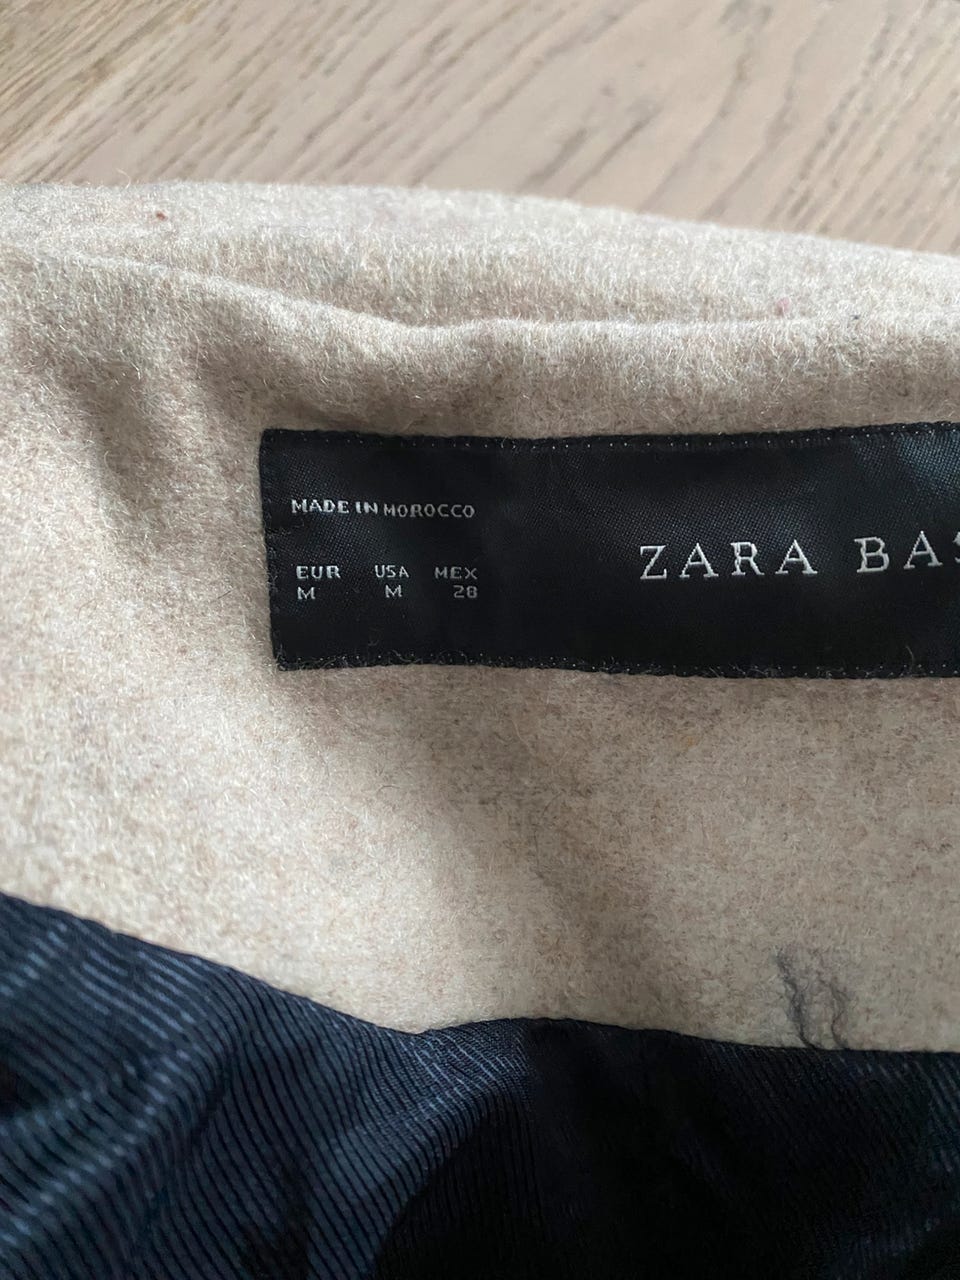 MADE IN MOROCCO
EUR USA MEX
M M 28
ZARA BAS